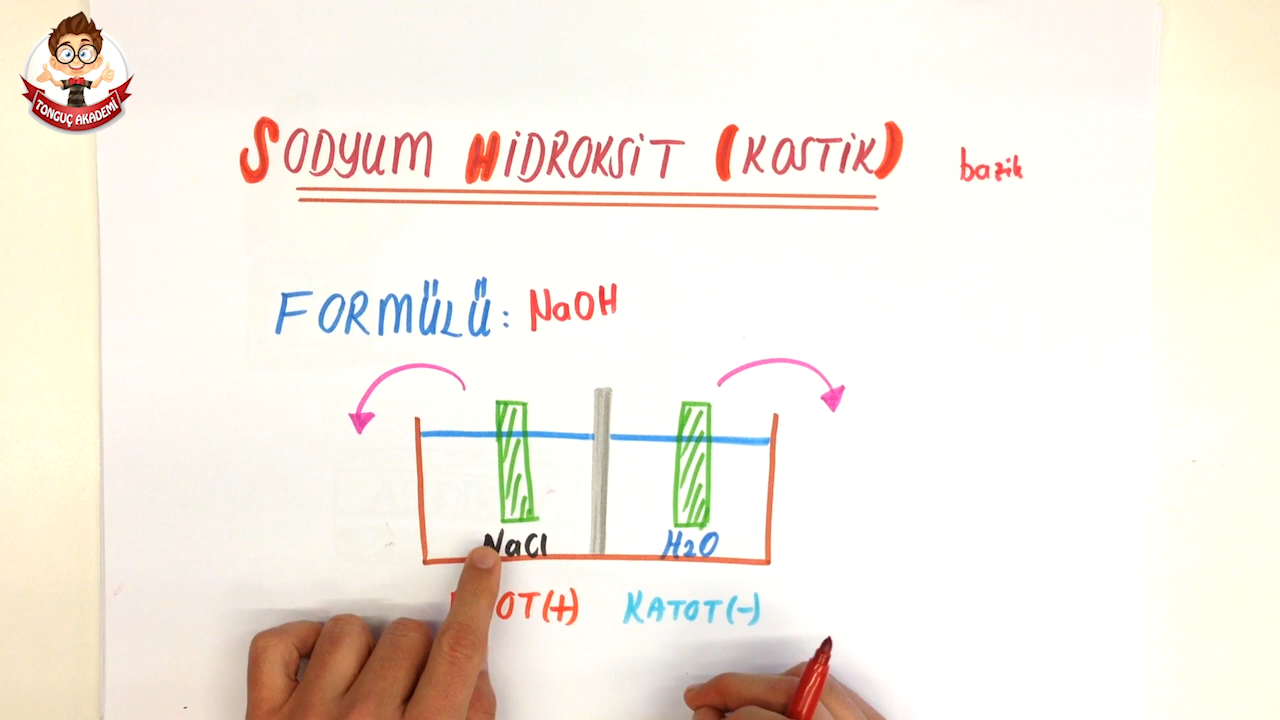 TONGUÇ AKADEMİ
SODYUM HİDROKSİT (KOSTİK)
bazik
FORMÜLÜ: NaOH
NaCl H2O
OT(+) KATOT(-)